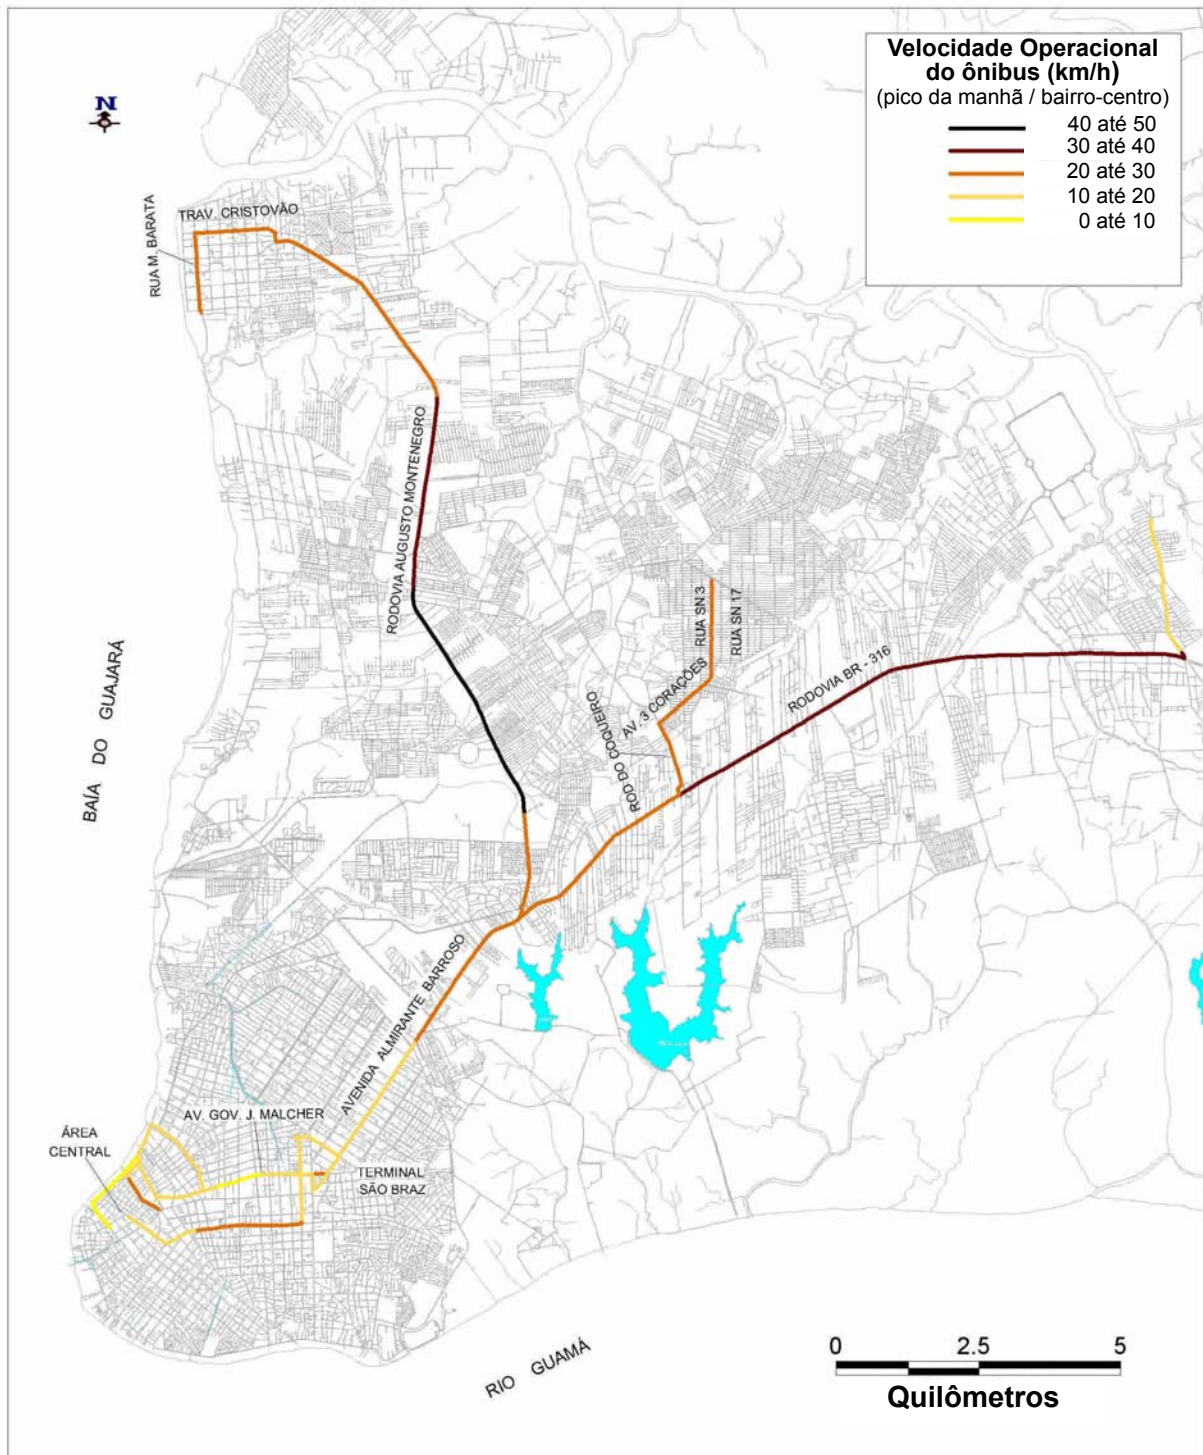 Velocidade Operacional
do ônibus (km/h)
(pico da manhã / bairro-centro)
40 até 50
30 até 40
20 até 30
10 até 20
0 até 10
N
TRAV. CRISTOVÃO
RUA M. BARATA
RODOVIA AUGUSTO MONTENEGRO
RUA SN 3
RUA SN 17
AV. 3 CORAÇÕES
ROD DO COQUEIRO
RODOVIA BR - 316
BAÍA DO GUAJARÁ
AVENIDA ALMIRANTE BARROSO
AV. GOV. J. MALCHER
ÁREA
CENTRAL
TERMINAL
SÃO BRAZ
RIO GUAMÁ
0 2.5 5
Quilômetros